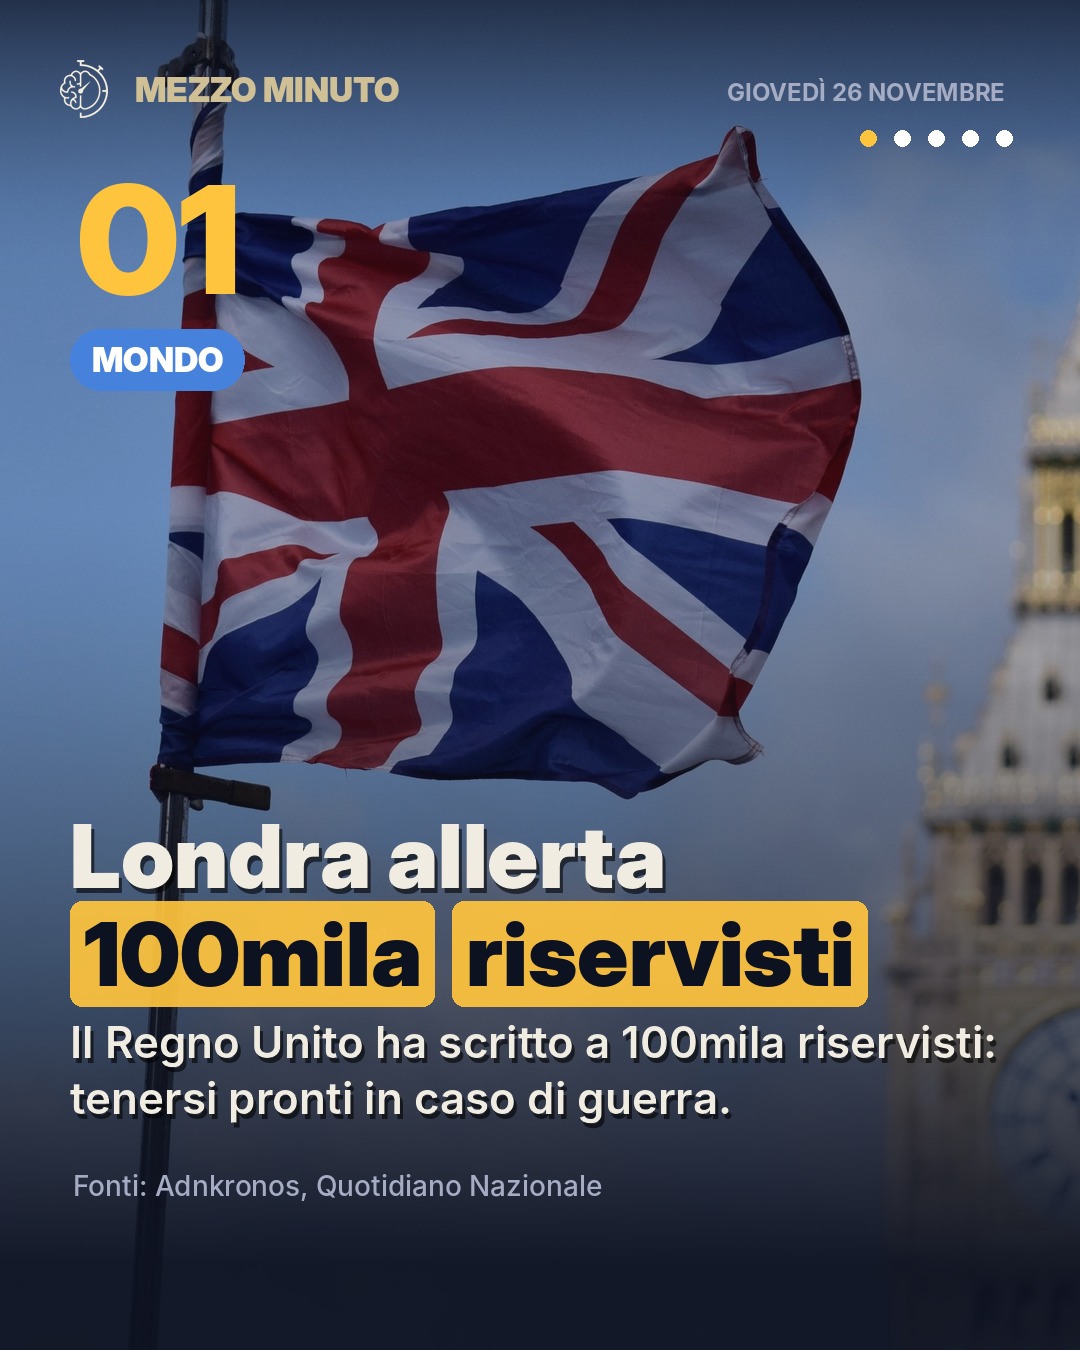 MEZZO MINUTO
GIOVEDÌ 26 NOVEMBRE
01
MONDO
Londra allerta
100mila riservisti
Il Regno Unito ha scritto a 100mila riservisti:
tenersi pronti in caso di guerra.
Fonti: Adnkronos, Quotidiano Nazionale